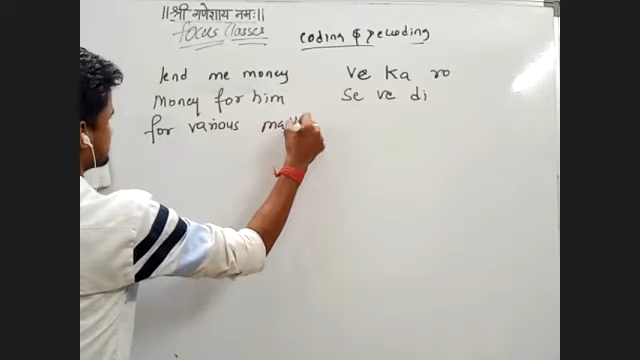 ||श्री गणेशाय नमः||
focus classes
Coding & Decoding
lend me money ve ka ro
Money for him se ve di
for various